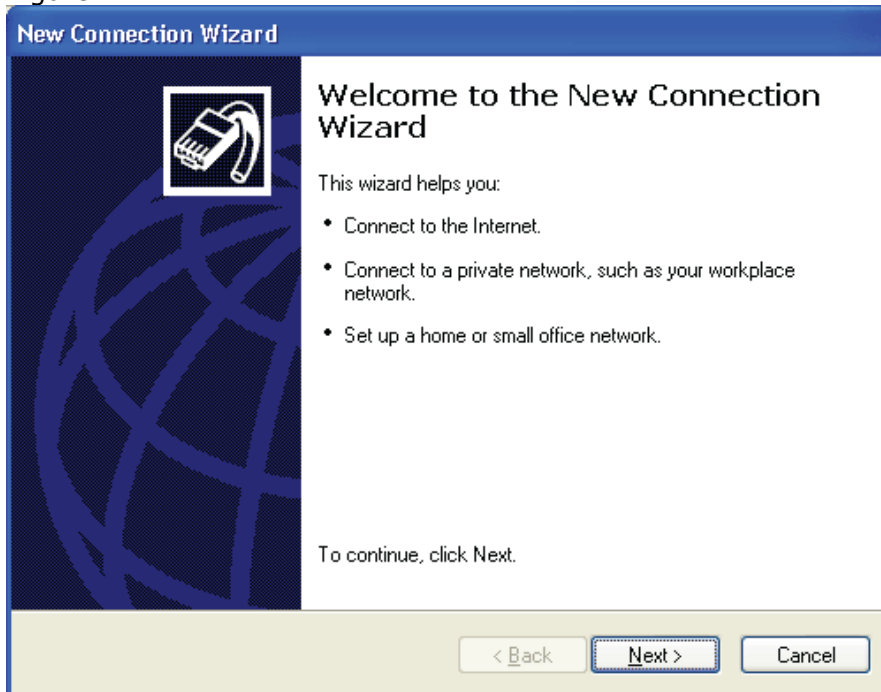 New Connection Wizard
Welcome to the New Connection
Wizard
This wizard helps you:
• Connect to the Internet.
• Connect to a private network, such as your workplace
network.
• Set up a home or small office network.
To continue, click Next.
< Back Next > Cancel